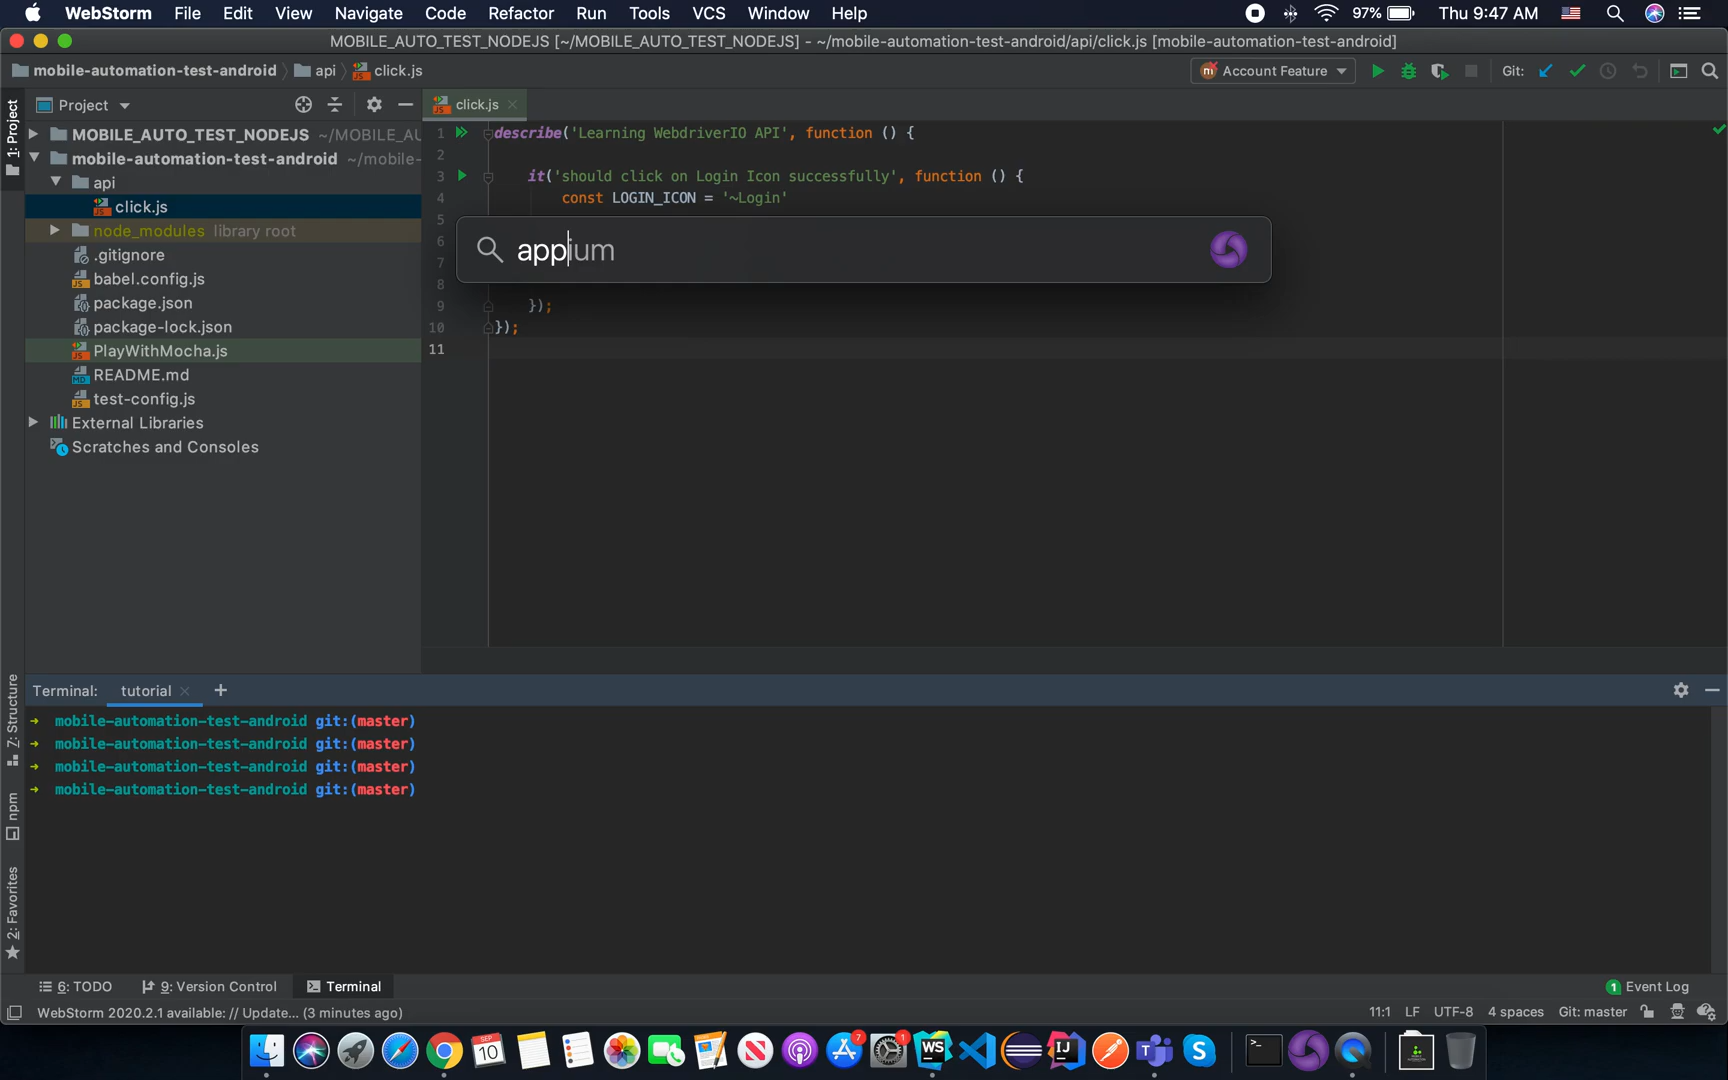 WebStorm File Edit View Navigate Code Refactor Run Tools VCS Window Help 97% Thu 9:47 AM
MOBILE_AUTO_TEST_NODEJS [~/MOBILE_AUTO_TEST_NODEJS] - ~/mobile-automation-test-android/api/click.js [mobile-automation-test-android]
mobile-automation-test-android api click.js Account Feature Git:
1: Project
Project
click.js
MOBILE_AUTO_TEST_NODEJS ~/MOBILE_AU
mobile-automation-test-android ~/mobile-
api
click.js
node_modules library root
.gitignore
babel.config.js
package.json
package-lock.json
PlayWithMocha.js
README.md
test-config.js
External Libraries
Scratches and Consoles
1 describe('Learning WebdriverIO API', function () {
2
3 it('should click on Login Icon successfully', function () {
4 const LOGIN_ICON = '~Login'
5
6
7
8
9 });
10 });
11
appium
Terminal: tutorial
→ mobile-automation-test-android git:(master)
→ mobile-automation-test-android git:(master)
→ mobile-automation-test-android git:(master)
→ mobile-automation-test-android git:(master)
Z: Structure
npm
2: Favorites
6: TODO 9: Version Control Terminal 1 Event Log
WebStorm 2020.2.1 available: // Update... (3 minutes ago) 11:1 LF UTF-8 4 spaces Git: master
SEP
10
7
1
WS
IJ